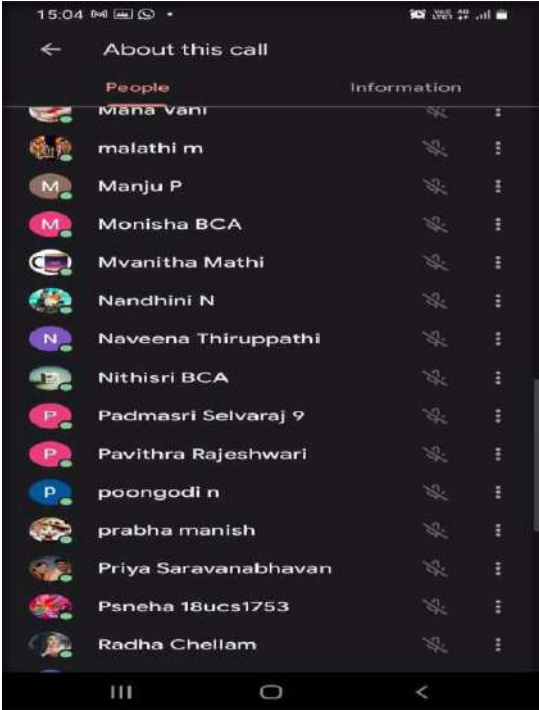 15:04
About this call
People Information
Mana Vani
malathi m
M Manju P
M Monisha BCA
Mvanitha Mathi
Nandhini N
N Naveena Thiruppathi
Nithisri BCA
P Padmasri Selvaraj 9
P Pavithra Rajeshwari
P poongodi n
prabha manish
Priya Saravanabhavan
Psneha 18ucs1753
Radha Chellam